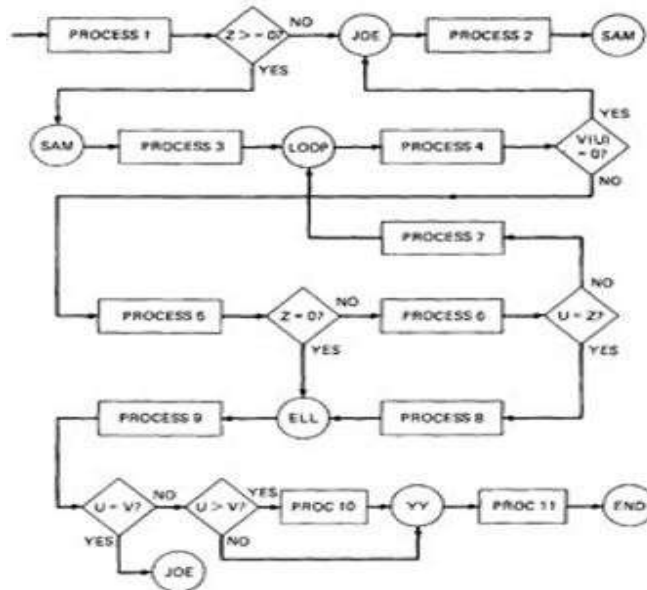 PROCESS 1
Z > = 0?
NO
JOE
PROCESS 2
SAM
YES
YES
SAM
PROCESS 3
LOOP
PROCESS 4
V(U) = 0?
NO
PROCESS 7
NO
PROCESS 5
Z = 0?
NO
PROCESS 6
U = Z?
YES
YES
PROCESS 9
ELL
PROCESS 8
U = V?
NO
U > V?
YES
PROC 10
YY
PROC 11
END
YES
NO
JOE